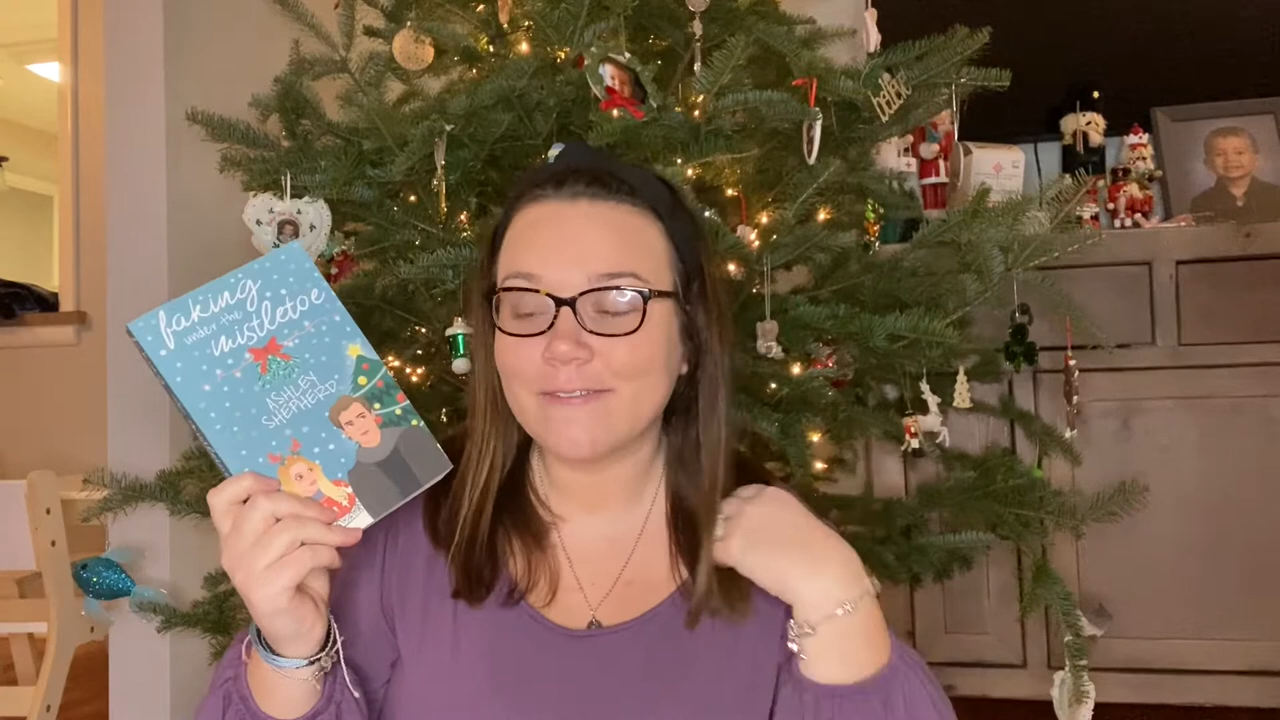 faking
under the
mistletoe
ASHLEY
SHEPHERD
believe